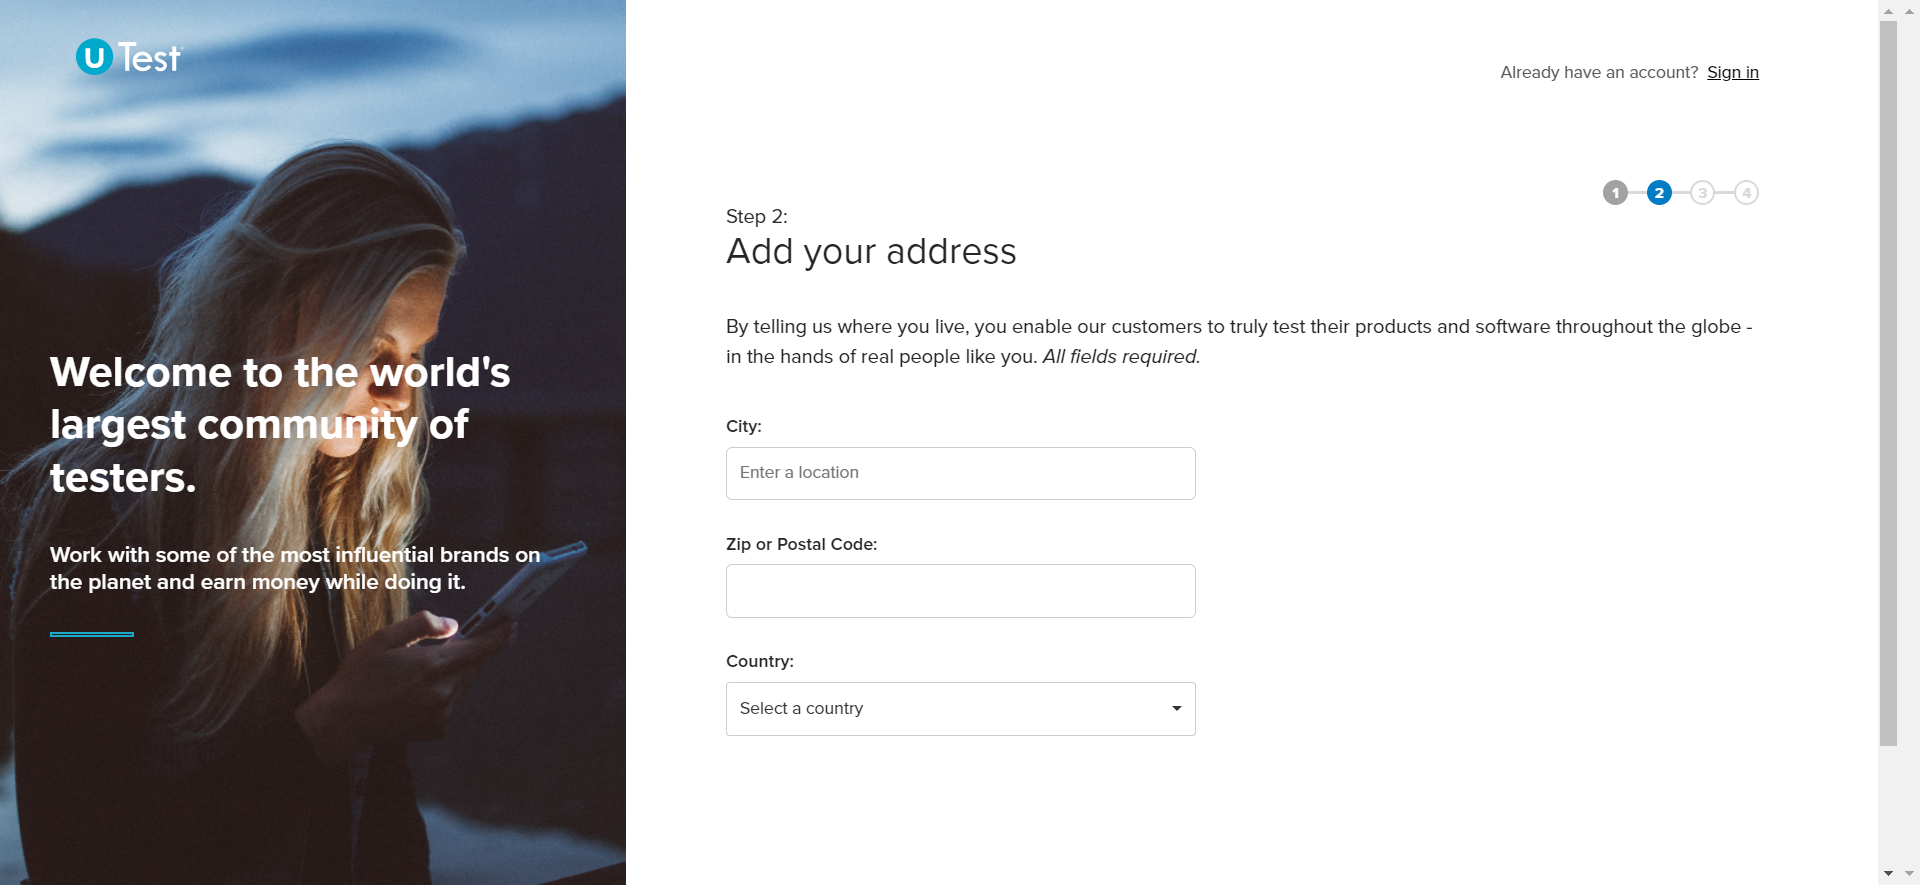 U Test
Already have an account? Sign in
1 2 3 4
Step 2:
Add your address
By telling us where you live, you enable our customers to truly test their products and software throughout the globe -
in the hands of real people like you. All fields required.
City:
Enter a location
Zip or Postal Code:
Country:
Select a country
Welcome to the world's
largest community of
testers.
Work with some of the most influential brands on
the planet and earn money while doing it.